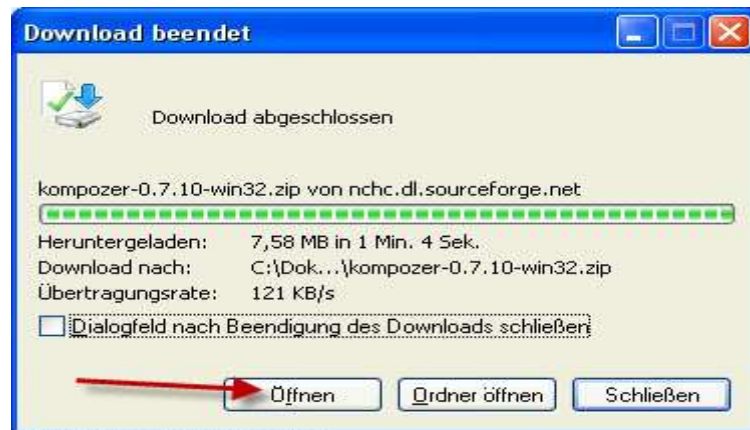 Download beendet
Download abgeschlossen
kompozer-0.7.10-win32.zip von nchc.dl.sourceforge.net
Heruntergeladen: 7,58 MB in 1 Min. 4 Sek.
Download nach: C:\Dok...\kompozer-0.7.10-win32.zip
Übertragungsrate: 121 KB/s
Dialogfeld nach Beendigung des Downloads schließen
Öffnen Ordner öffnen Schließen